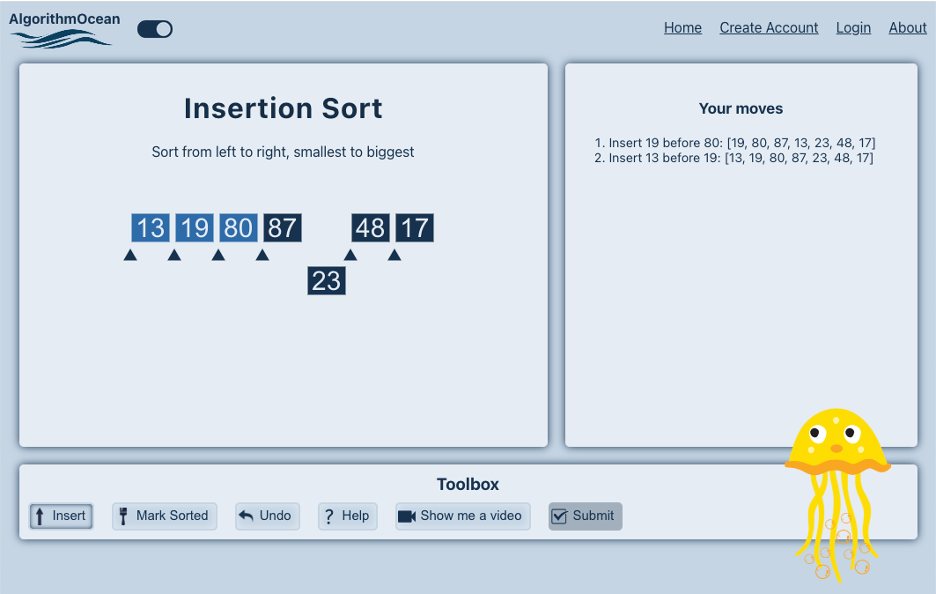 AlgorithmOcean
Home Create Account Login About
Insertion Sort
Sort from left to right, smallest to biggest
13 19 80 87 48 17
23
Your moves
1. Insert 19 before 80: [19, 80, 87, 13, 23, 48, 17]
2. Insert 13 before 19: [13, 19, 80, 87, 23, 48, 17]
Toolbox
Insert Mark Sorted Undo ? Help Show me a video Submit